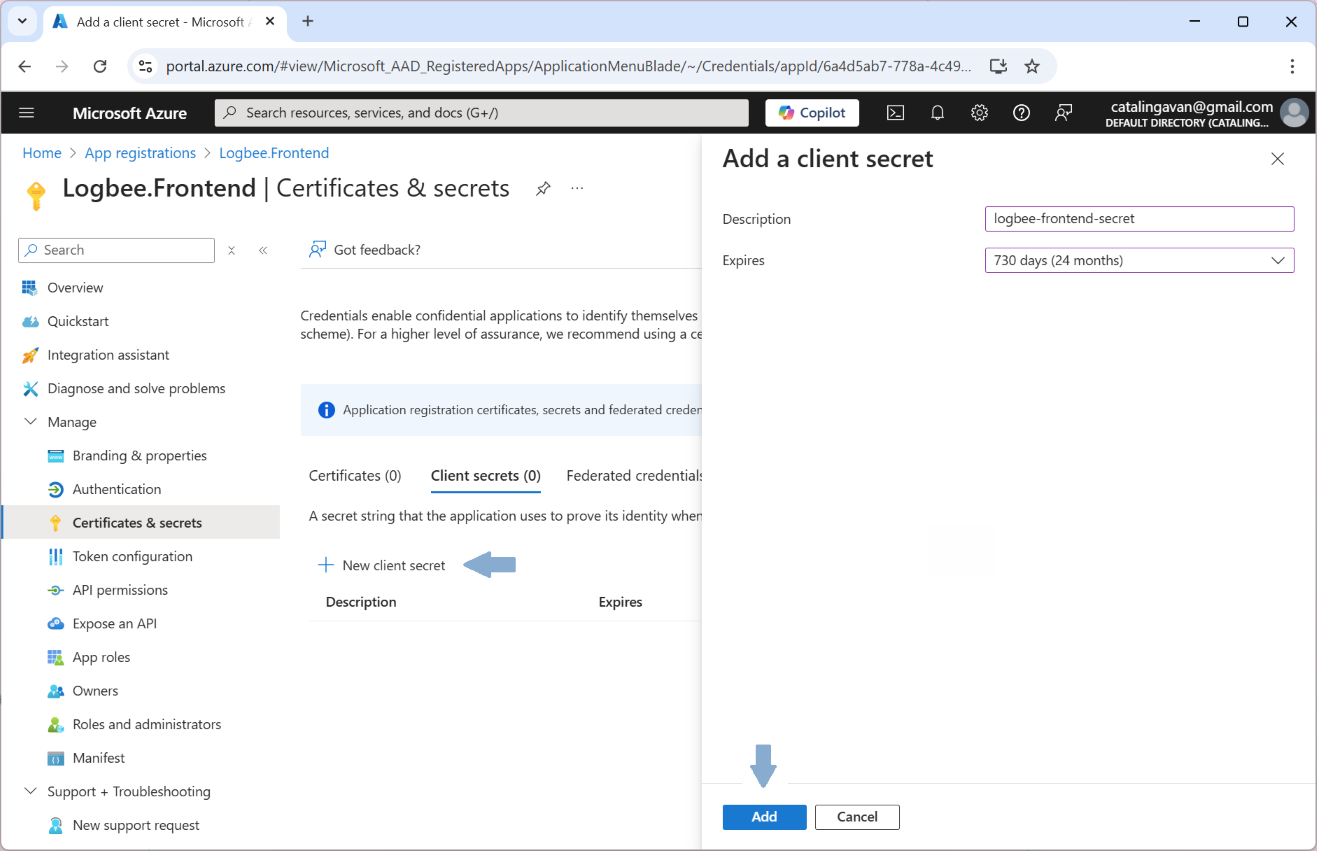 Add a client secret - Microsoft A
portal.azure.com/#view/Microsoft_AAD_RegisteredApps/ApplicationMenuBlade/~/Credentials/appId/6a4d5ab7-778a-4c49...
Microsoft Azure
Search resources, services, and docs (G+/)
Copilot
catalingavan@gmail.com
DEFAULT DIRECTORY (CATALING...
Home > App registrations > Logbee.Frontend
Logbee.Frontend | Certificates & secrets
...
Search
Overview
Quickstart
Integration assistant
Diagnose and solve problems
Manage
Branding & properties
Authentication
Certificates & secrets
Token configuration
API permissions
Expose an API
App roles
Owners
Roles and administrators
Manifest
Support + Troubleshooting
New support request
Got feedback?
Credentials enable confidential applications to identify themselves
scheme). For a higher level of assurance, we recommend using a ce
Application registration certificates, secrets and federated creden
Certificates (0) Client secrets (0) Federated credentials
A secret string that the application uses to prove its identity when
New client secret
Description Expires
Add a client secret
Description logbee-frontend-secret
Expires 730 days (24 months)
Add Cancel